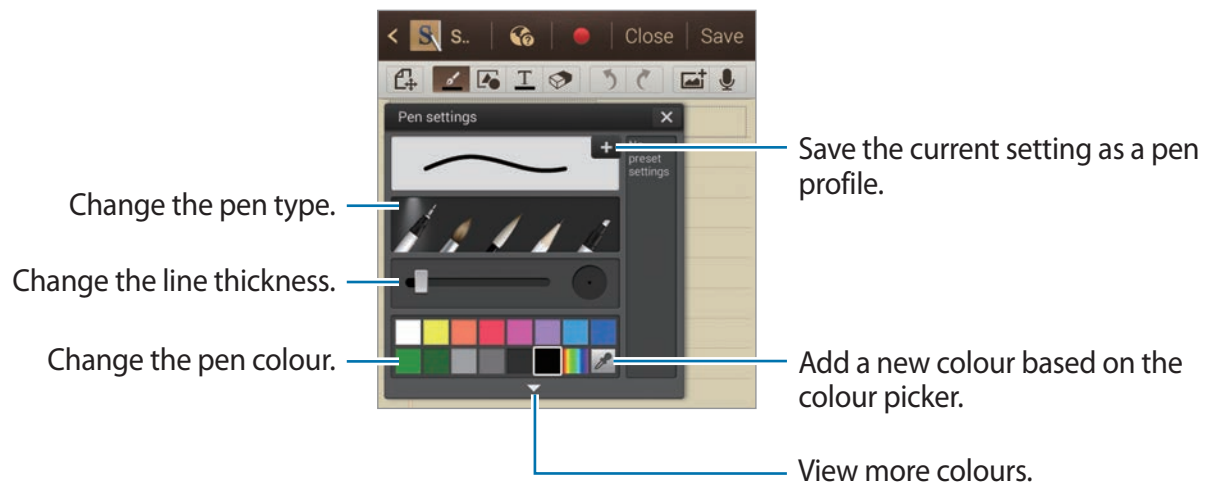 S..
Close
Save
Pen settings
preset
settings
Save the current setting as a pen
profile.
Change the pen type.
Change the line thickness.
Change the pen colour.
Add a new colour based on the
colour picker.
View more colours.